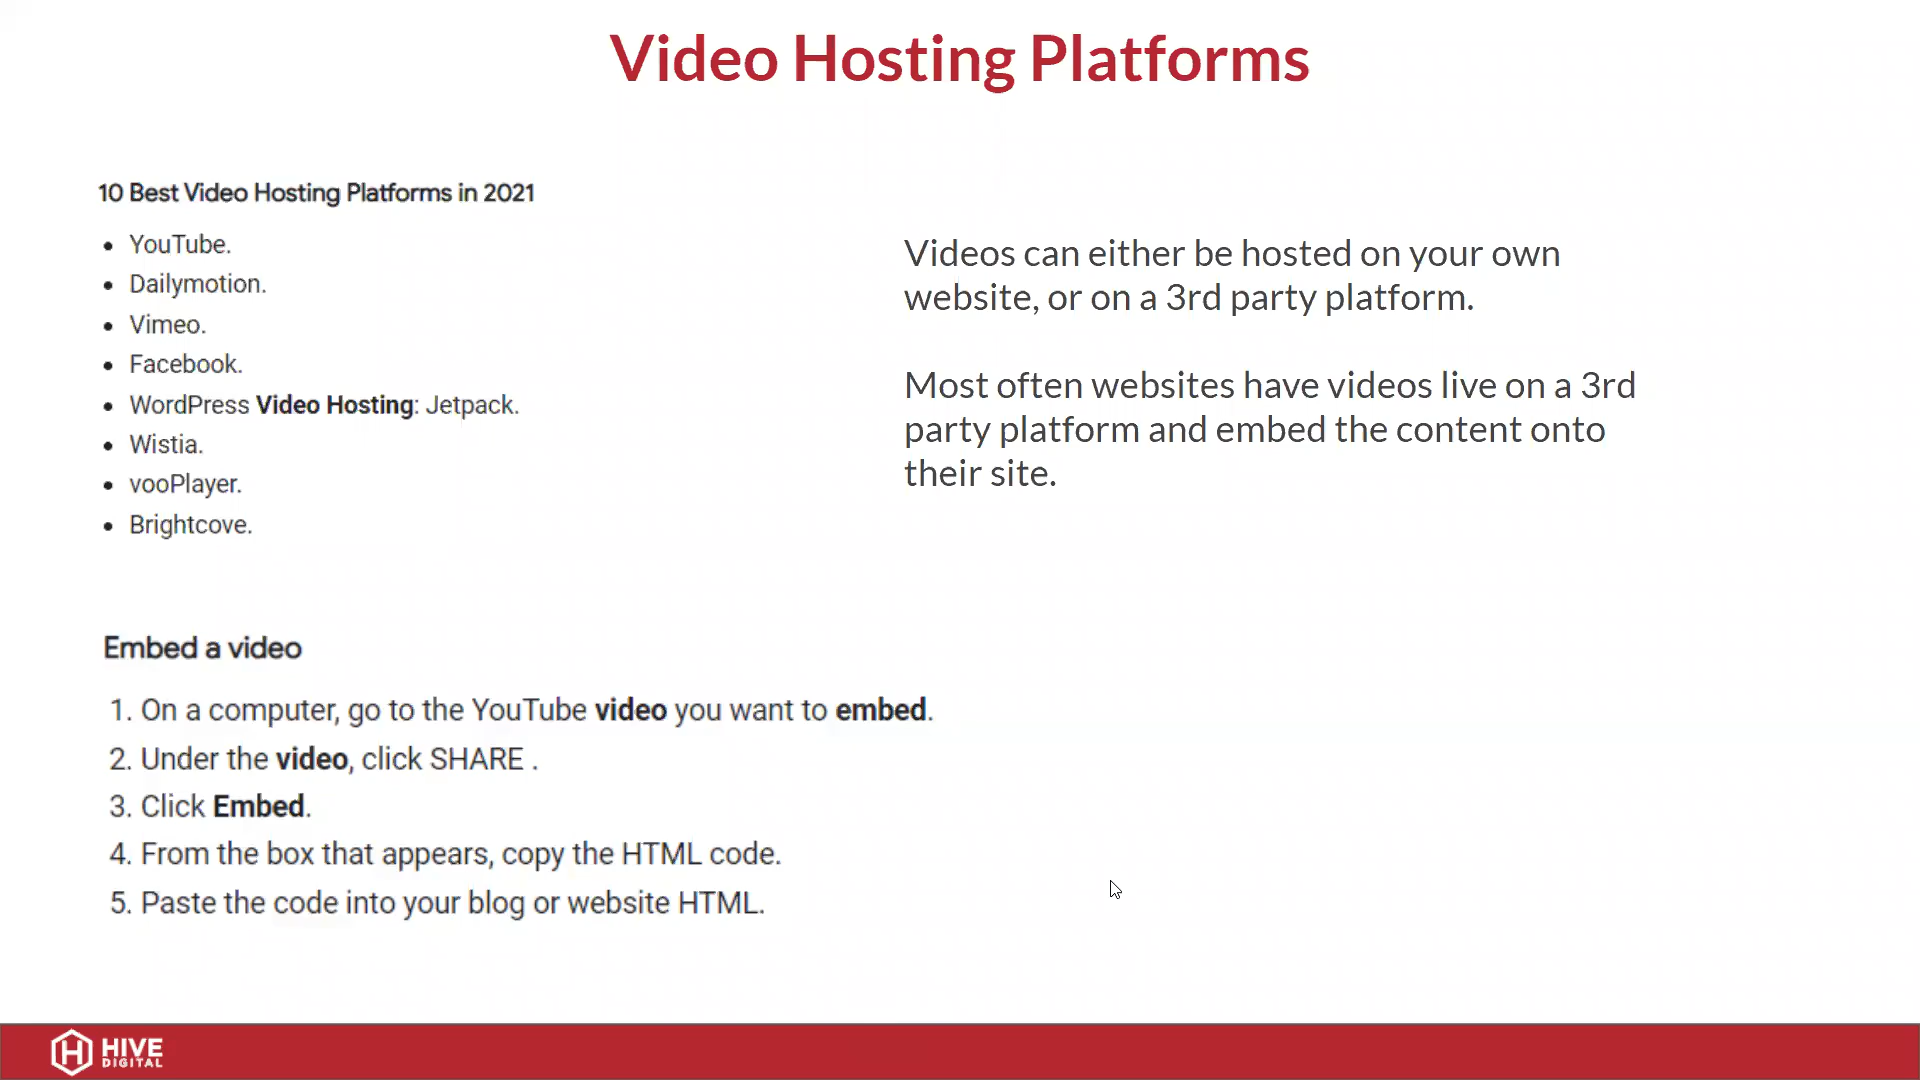 Video Hosting Platforms
10 Best Video Hosting Platforms in 2021
• YouTube.
• Dailymotion.
• Vimeo.
• Facebook.
• WordPress Video Hosting: Jetpack.
• Wistia.
• vooPlayer.
• Brightcove.
Videos can either be hosted on your own
website, or on a 3rd party platform.
Most often websites have videos live on a 3rd
party platform and embed the content onto
their site.
Embed a video
1. On a computer, go to the YouTube video you want to embed.
2. Under the video, click SHARE .
3. Click Embed.
4. From the box that appears, copy the HTML code.
5. Paste the code into your blog or website HTML.
HIVE
DIGITAL